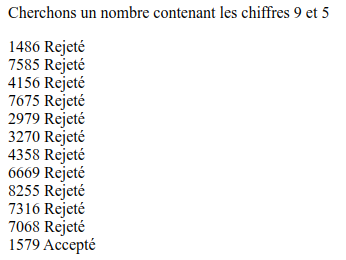 Cherchons un nombre contenant les chiffres 9 et 5
1486 Rejeté
7585 Rejeté
4156 Rejeté
7675 Rejeté
2979 Rejeté
3270 Rejeté
4358 Rejeté
6669 Rejeté
8255 Rejeté
7316 Rejeté
7068 Rejeté
1579 Accepté